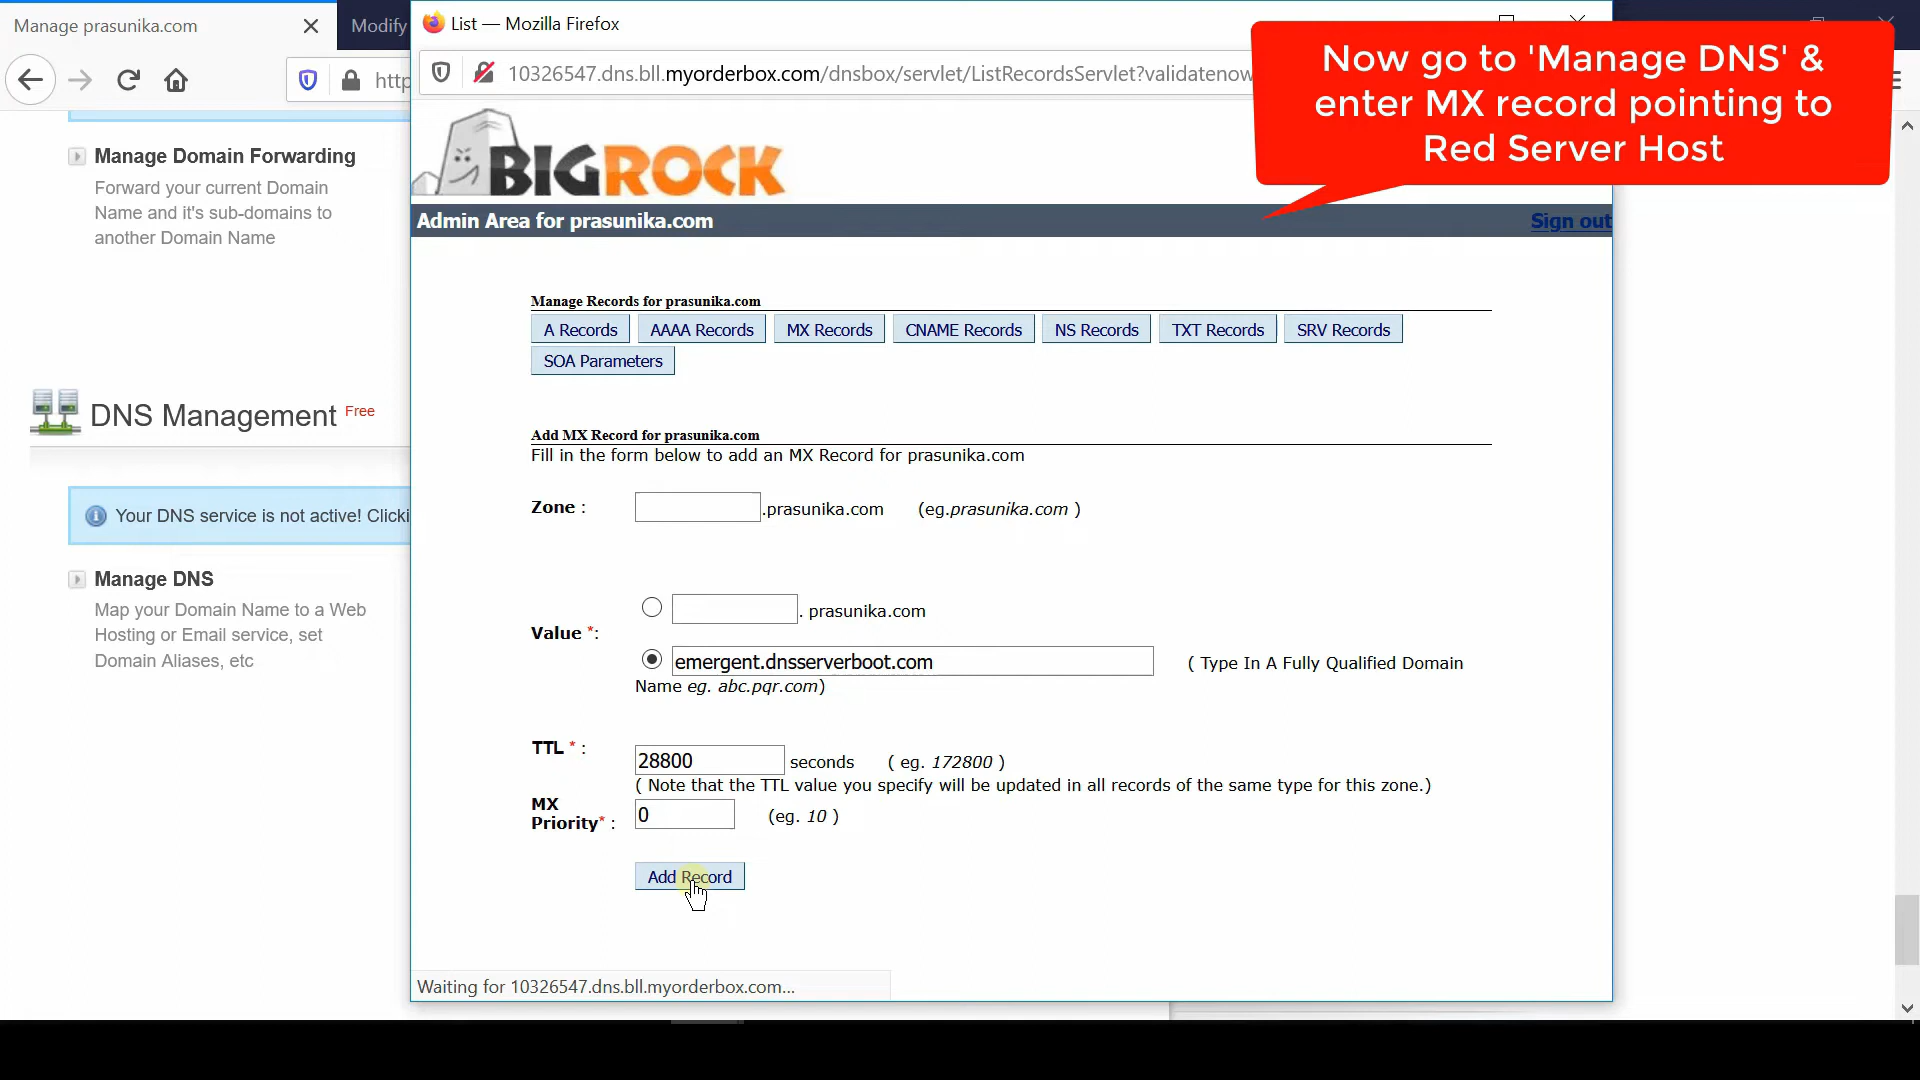 Manage prasunika.com
Modify
List — Mozilla Firefox
10326547.dns.bll.myorderbox.com/dnsbox/servlet/ListRecordsServlet?validatenow
http
Now go to 'Manage DNS' &
enter MX record pointing to
Red Server Host
BIGROCK
Admin Area for prasunika.com
Sign out
Manage Domain Forwarding
Forward your current Domain
Name and it's sub-domains to
another Domain Name
DNS Management Free
Your DNS service is not active! Clicki
Manage DNS
Map your Domain Name to a Web
Hosting or Email service, set
Domain Aliases, etc
Manage Records for prasunika.com
A Records AAAA Records MX Records CNAME Records NS Records TXT Records SRV Records
SOA Parameters
Add MX Record for prasunika.com
Fill in the form below to add an MX Record for prasunika.com
Zone : .prasunika.com (eg.prasunika.com )
. prasunika.com
Value *:
emergent.dnsserverboot.com ( Type In A Fully Qualified Domain
Name eg. abc.pqr.com)
TTL * : 28800 seconds ( eg. 172800 )
( Note that the TTL value you specify will be updated in all records of the same type for this zone.)
MX
Priority* : 0 (eg. 10 )
Add Record
Waiting for 10326547.dns.bll.myorderbox.com...